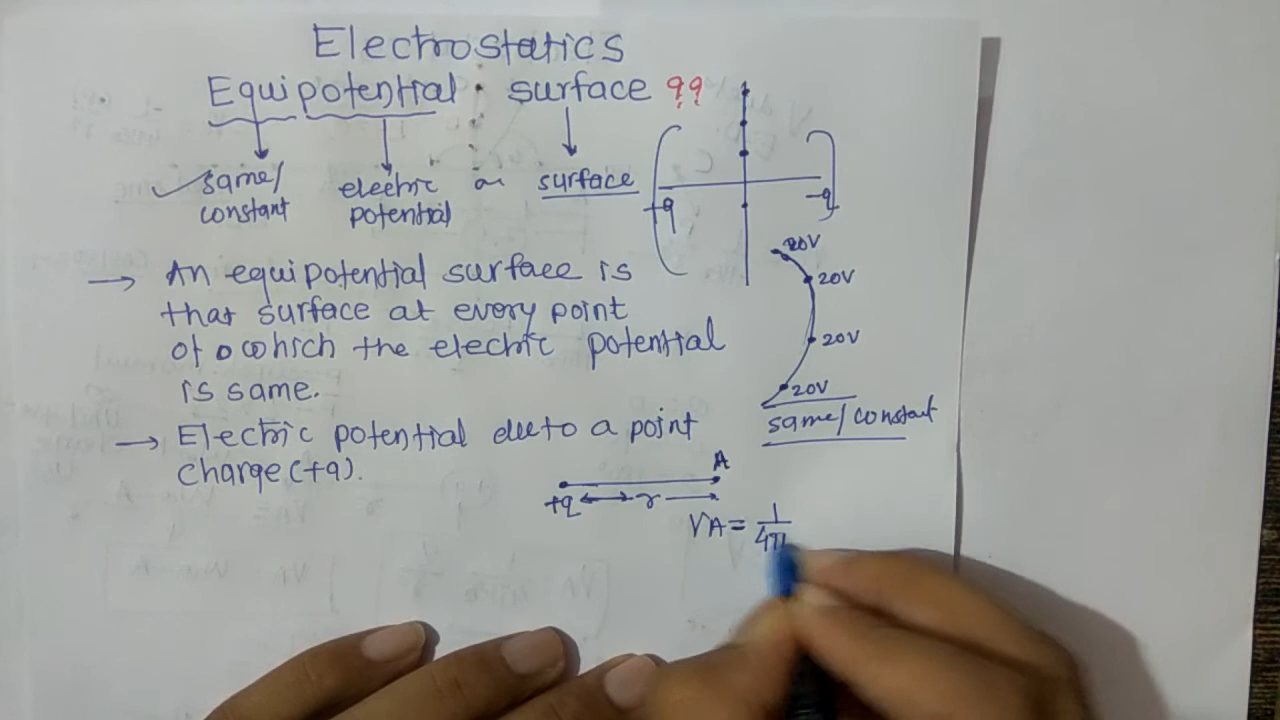 Electrostatics
Equipotential surface ??
same/
constant
electric
potential
on
surface
+q
-q
→ An equipotential surface is
that surface at every point
of which the electric potential
is same.
20V
20V
20V
20V
same/constant
→ Electric potential due to a point
charge (+q).
A
+q r
VA = 1/4π